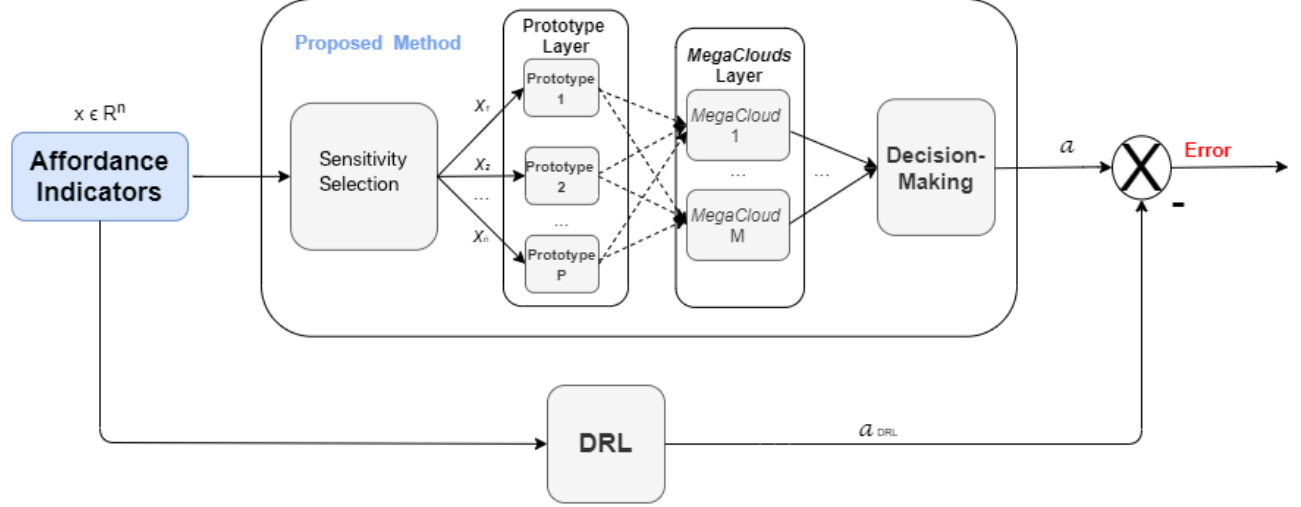 Proposed Method
x ϵ Rⁿ
Affordance
Indicators
Sensitivity
Selection
X₁
X₂
...
Xₙ
Prototype
Layer
Prototype
1
Prototype
2
...
Prototype
P
MegaClouds
Layer
MegaCloud
1
...
MegaCloud
M
...
Decision-
Making
a
X
-
Error
DRL
a DRL